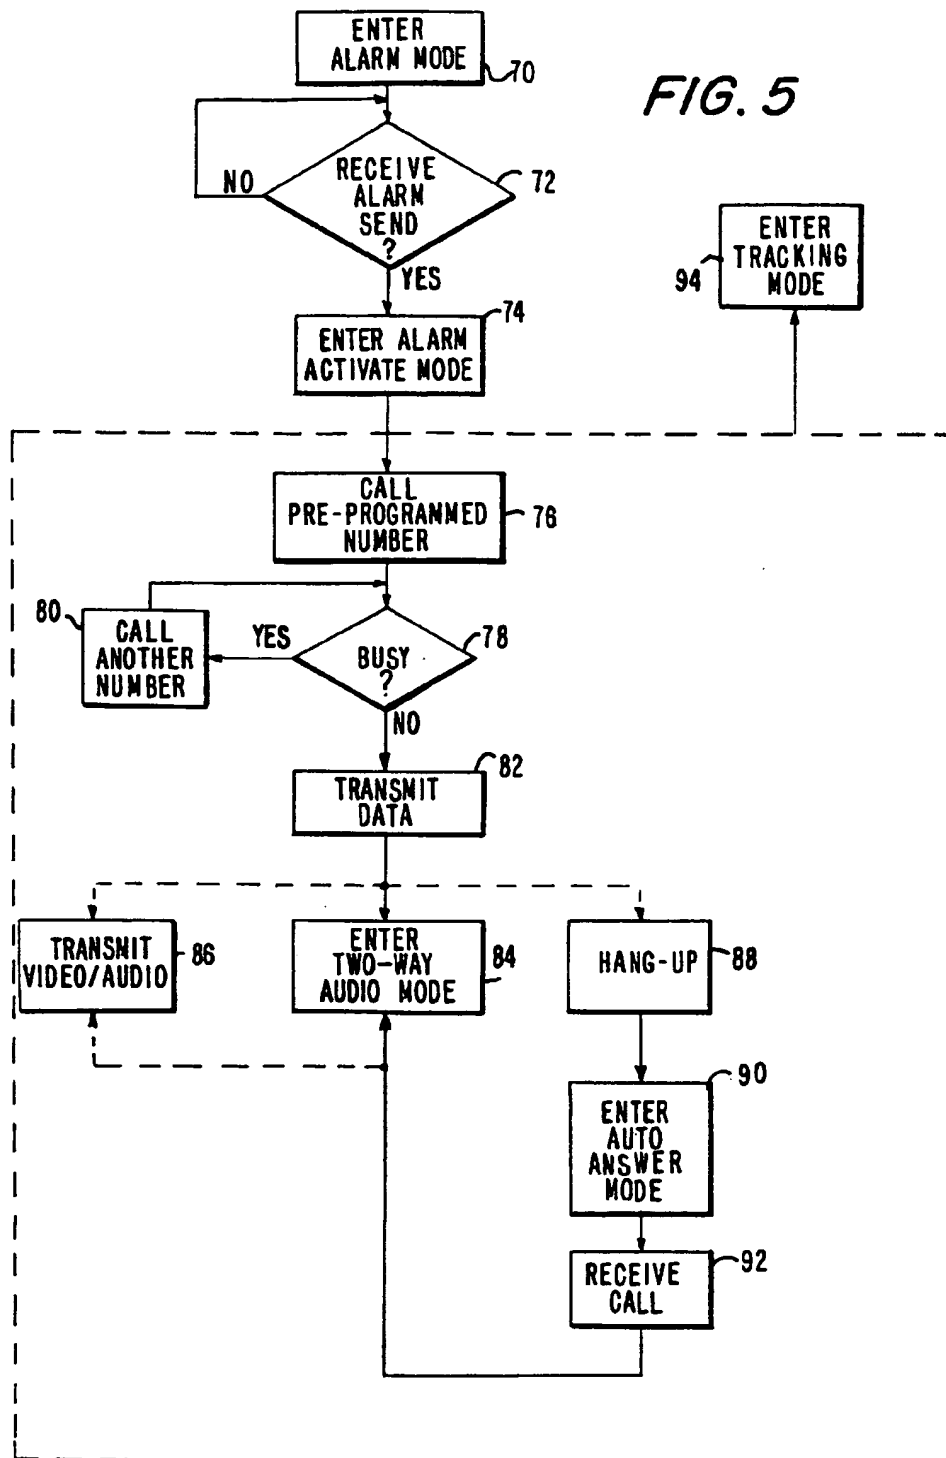 ENTER
ALARM MODE
70
FIG. 5
RECEIVE
ALARM
SEND
?
72
NO
YES
ENTER
TRACKING
MODE
94
74
ENTER ALARM
ACTIVATE MODE
CALL
PRE-PROGRAMMED
NUMBER
76
80
CALL
ANOTHER
NUMBER
YES
BUSY
?
78
NO
82
TRANSMIT
DATA
TRANSMIT
VIDEO/AUDIO
86
ENTER
TWO-WAY
AUDIO MODE
84
HANG-UP
88
90
ENTER
AUTO
ANSWER
MODE
92
RECEIVE
CALL